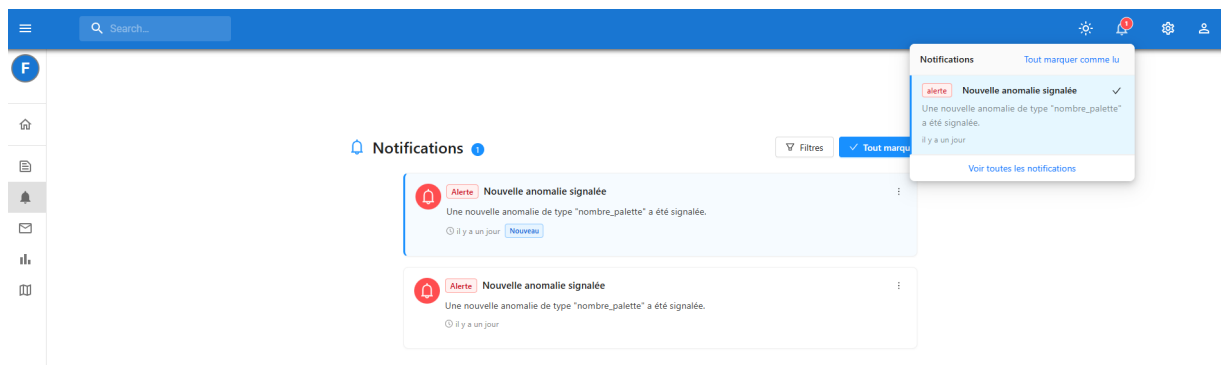 Search...
1
F
Notifications
Tout marquer comme lu
alerte
Nouvelle anomalie signalée
Une nouvelle anomalie de type "nombre_palette"
a été signalée.
il y a un jour
Voir toutes les notifications
Notifications 1
Filtres
Tout marqu
Alerte Nouvelle anomalie signalée
Une nouvelle anomalie de type "nombre_palette" a été signalée.
il y a un jour Nouveau
Alerte Nouvelle anomalie signalée
Une nouvelle anomalie de type "nombre_palette" a été signalée.
il y a un jour